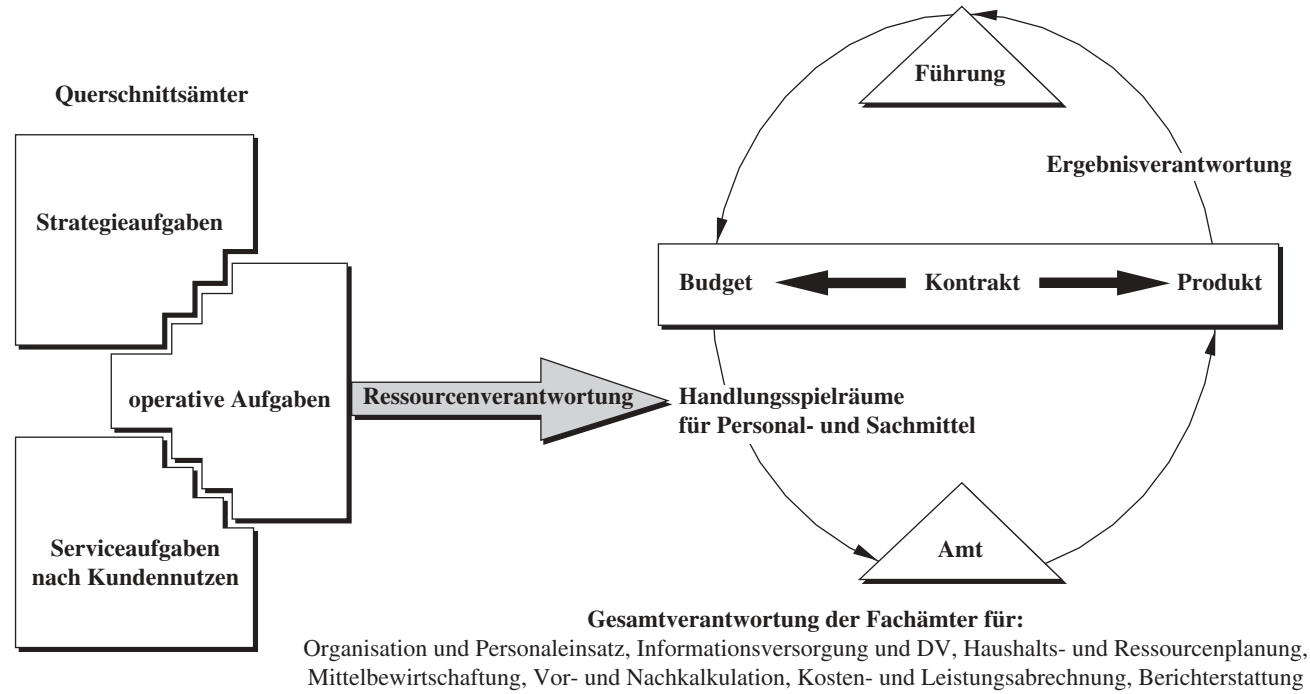 Querschnittsämter
Strategieaufgaben
operative Aufgaben
Serviceaufgaben
nach Kundennutzen
Ressourcenverantwortung
Führung
Ergebnisverantwortung
Budget
Kontrakt
Produkt
Handlungsspielräume
für Personal- und Sachmittel
Amt
Gesamtverantwortung der Fachämter für:
Organisation und Personaleinsatz, Informationsversorgung und DV, Haushalts- und Ressourcenplanung,
Mittelbewirtschaftung, Vor- und Nachkalkulation, Kosten- und Leistungsabrechnung, Berichterstattung